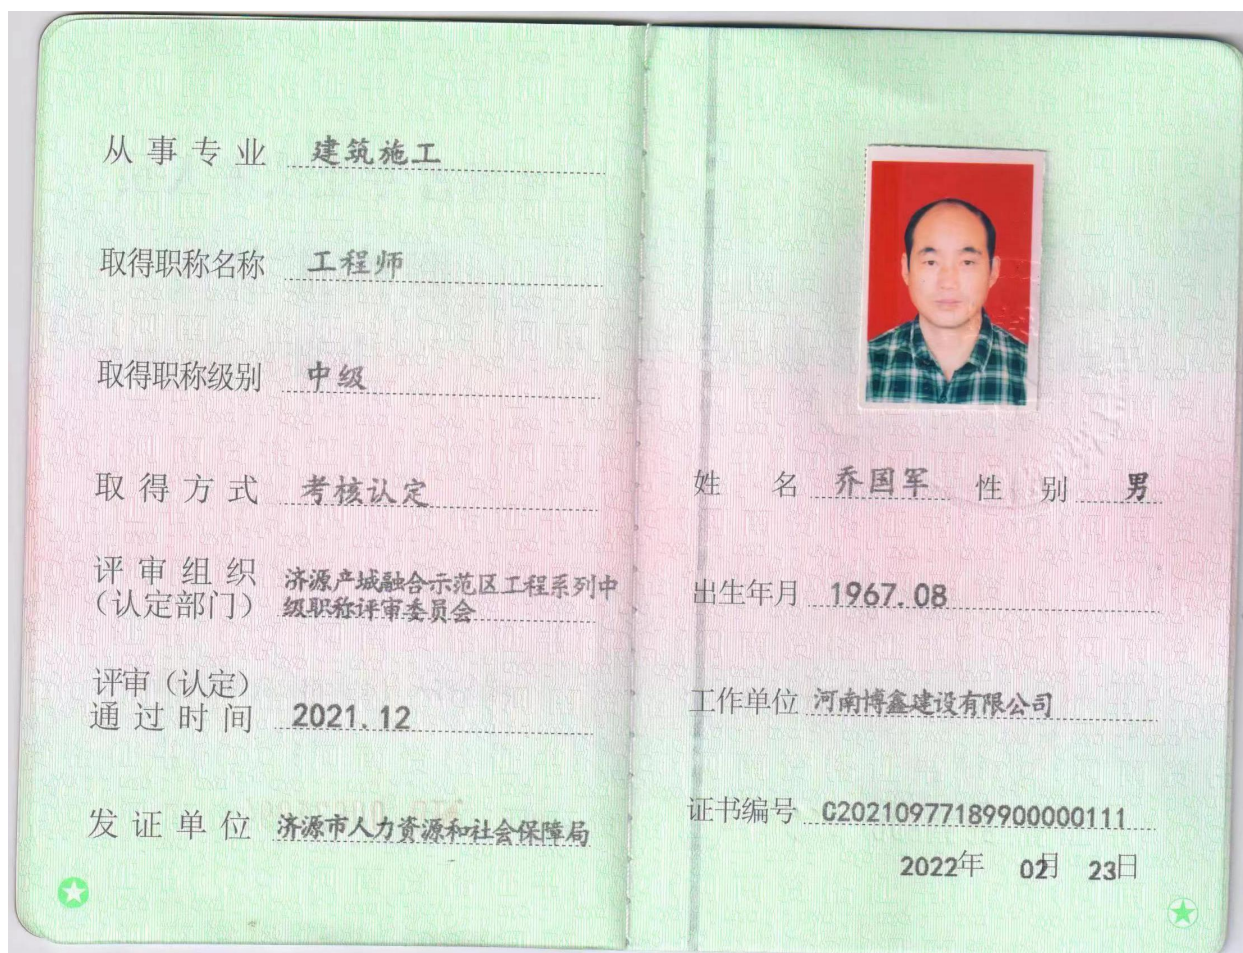 从事专业 建筑施工
取得职称名称 工程师
取得职称级别 中级
取得方式 考核认定
评审组织
（认定部门）
济源产城融合示范区工程系列中
级职称评审委员会
评审（认定）
通过时间 2021.12
发证单位 济源市人力资源和社会保障局
姓名 乔国军 性别 男
出生年月 1967.08
工作单位 河南博鑫建设有限公司
证书编号 C20210977189900000111
2022年 02月 23日